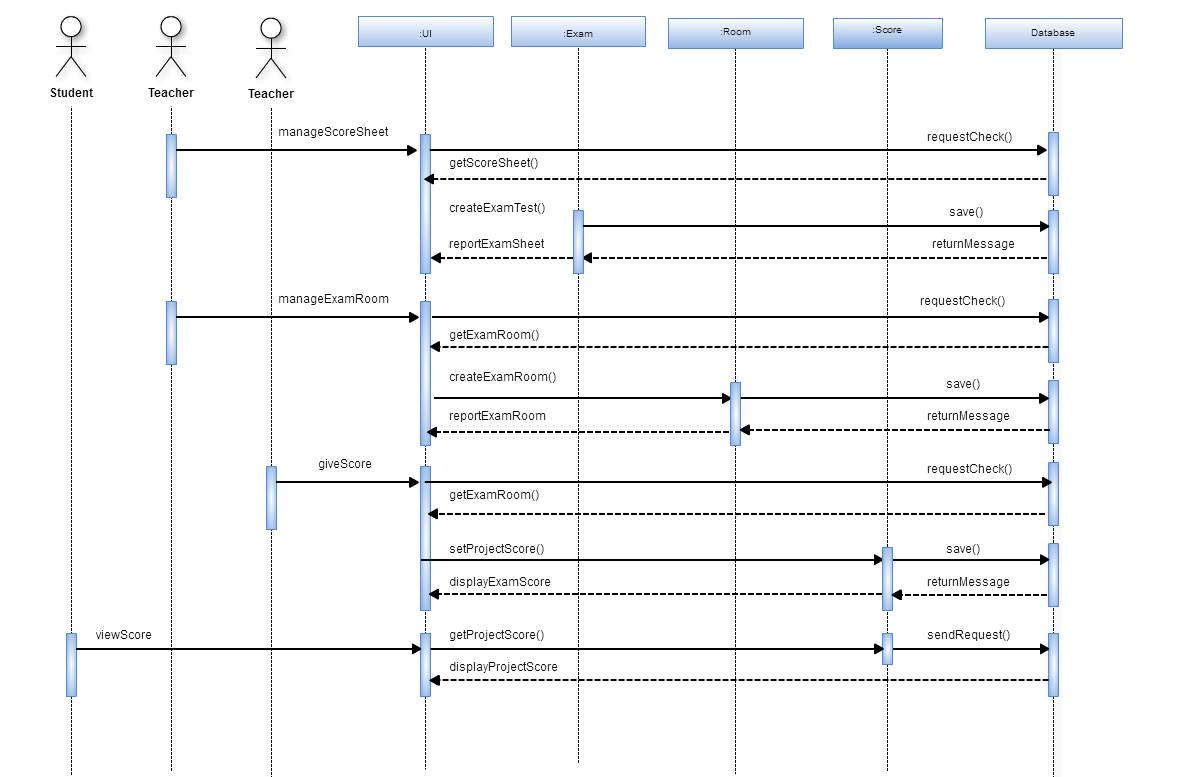 :UI
:Exam
:Room
:Score
Database
Student
Teacher
Teacher
manageScoreSheet
requestCheck()
getScoreSheet()
createExamTest()
save()
reportExamSheet
returnMessage
manageExamRoom
requestCheck()
getExamRoom()
createExamRoom()
save()
reportExamRoom
returnMessage
giveScore
requestCheck()
getExamRoom()
setProjectScore()
save()
displayExamScore
returnMessage
viewScore
getProjectScore()
sendRequest()
displayProjectScore